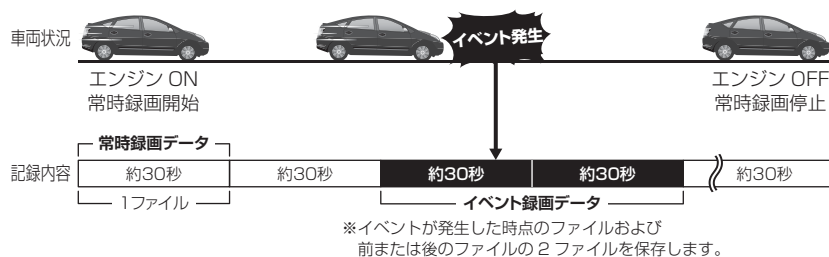 車両状況
イベント発生
エンジン ON
常時録画開始
エンジン OFF
常時録画停止
常時録画データ
記録内容
約30秒
約30秒
約30秒
約30秒
約30秒
1ファイル
イベント録画データ
※イベントが発生した時点のファイルおよび
前または後のファイルの 2 ファイルを保存します。